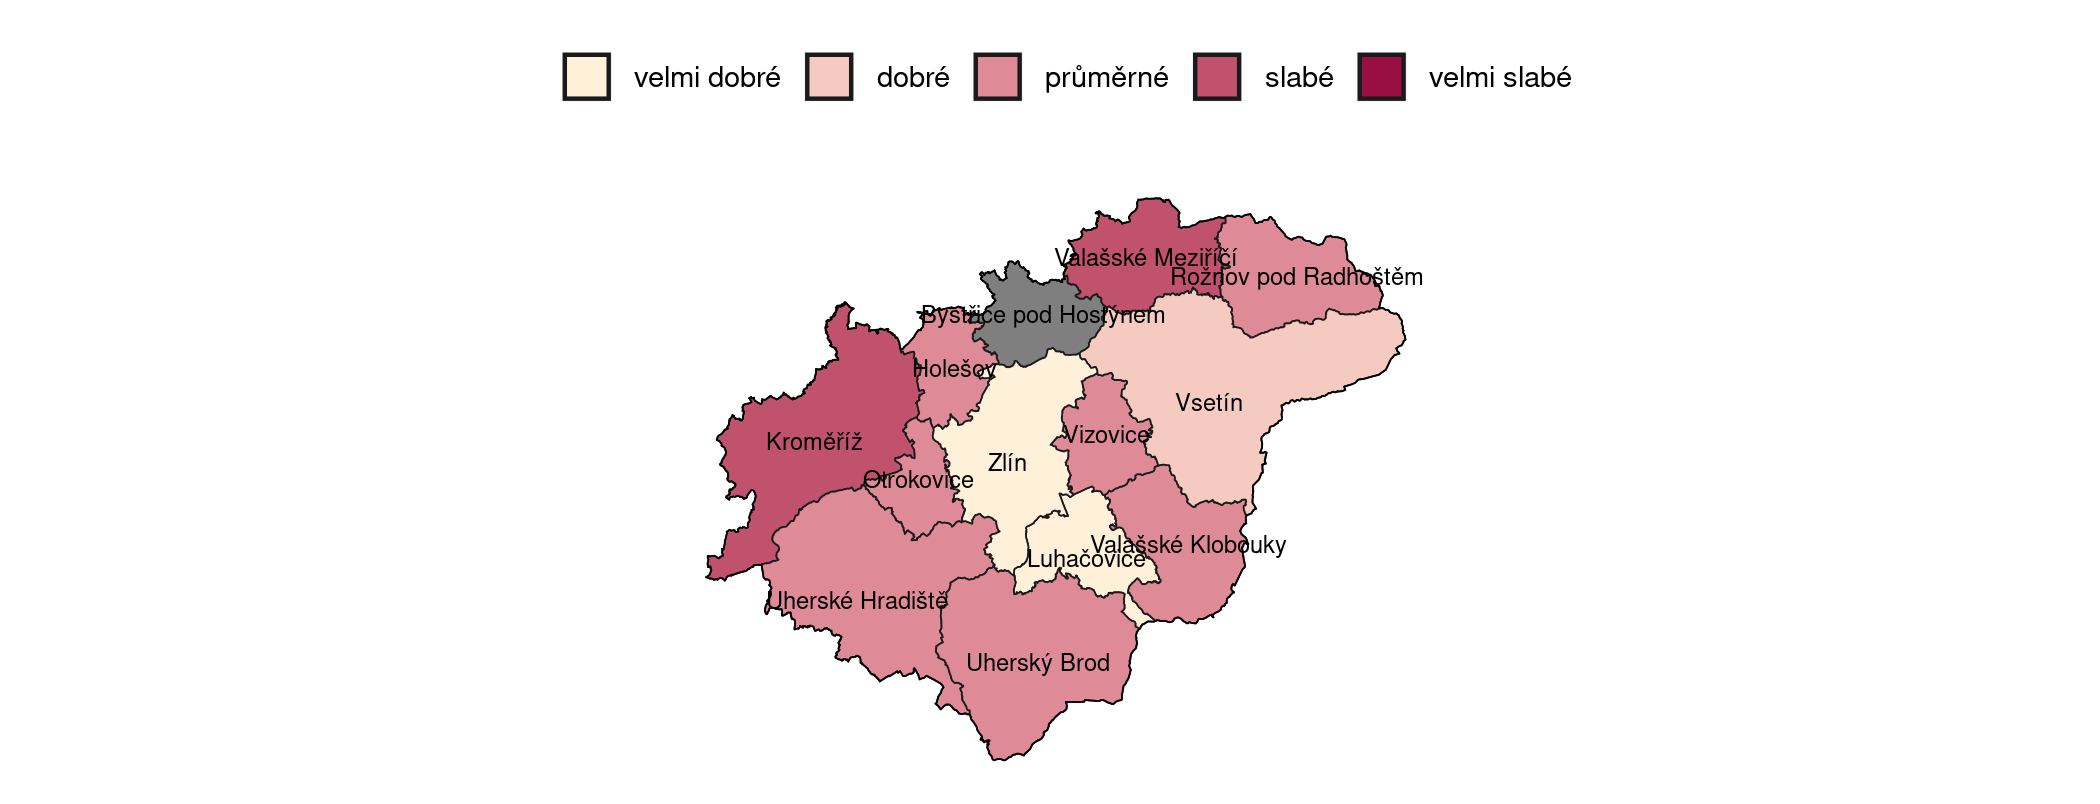 velmi dobré dobré průměrné slabé velmi slabé
Valašské Meziříčí
Rožnov pod Radhoštěm
Bystřice pod Hostýnem
Holešov
Vsetín
Vizovice
Kroměříž
Zlín
Otrokovice
Valašské Klobouky
Luhačovice
Uherské Hradiště
Uherský Brod